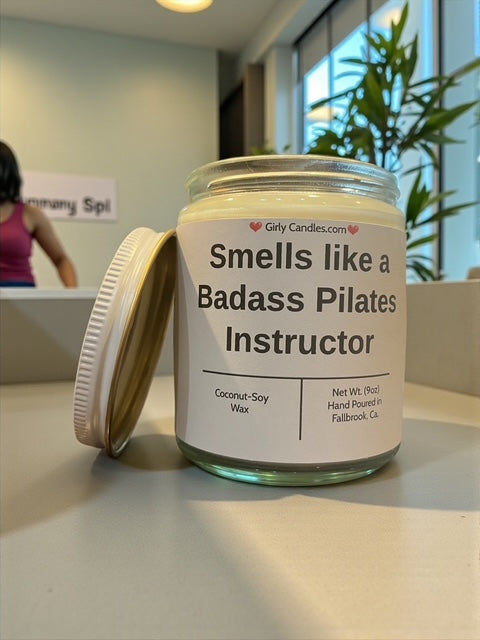 Girly Candles.com
Smells like a
Badass Pilates
Instructor
Coconut-Soy
Wax
Net Wt. (9oz)
Hand Poured in
Fallbrook, Ca.